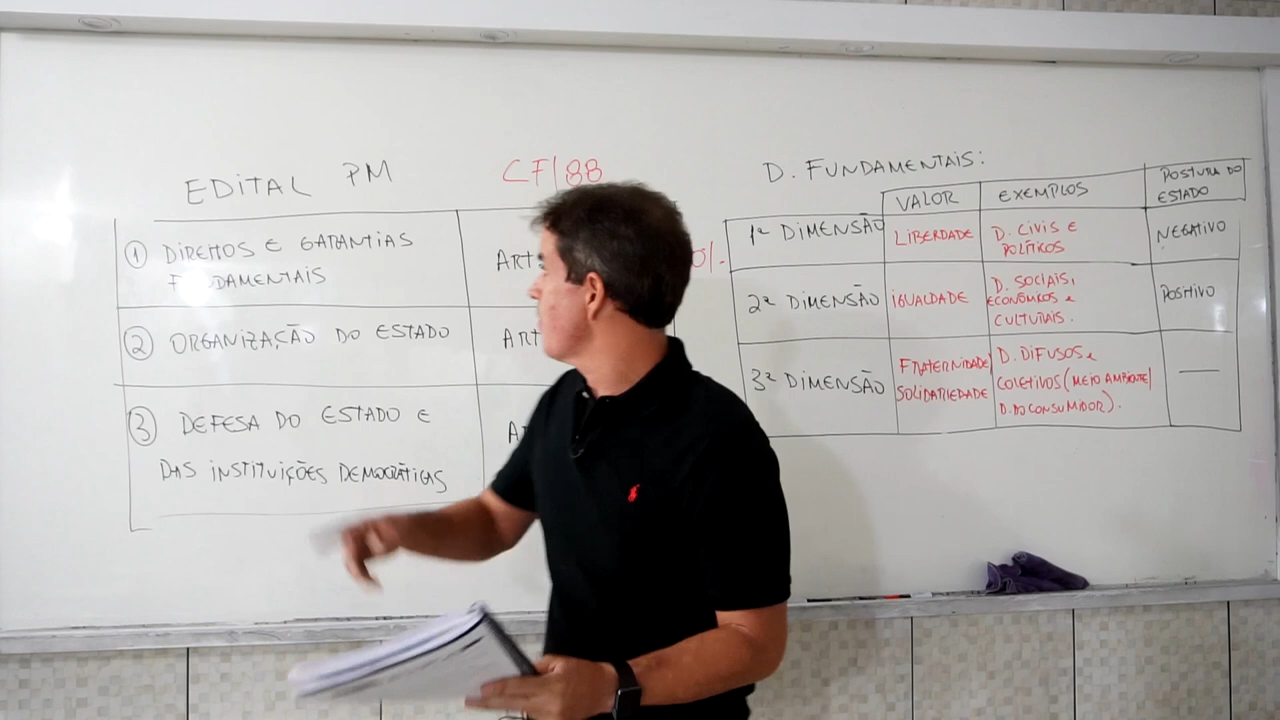 EDITAL PM
CF/88
① DIREITOS E GARANTIAS
FUNDAMENTAIS
ART
② ORGANIZAÇÃO DO ESTADO
ART
③ DEFESA DO ESTADO E
DAS INSTITUIÇÕES DEMOCRÁTICAS
A
0%.
D. FUNDAMENTAIS:
VALOR
EXEMPLOS
POSTURA DO
ESTADO
1ª DIMENSÃO
LIBERDADE
D. CIVIS E
POLÍTICOS
NEGATIVO
2ª DIMENSÃO
IGUALDADE
D. SOCIAIS,
ECONÔMICOS E
CULTURAIS.
POSITIVO
3ª DIMENSÃO
FRATERNIDADE/
SOLIDARIEDADE
D. DIFUSOS E
COLETIVOS (MEIO AMBIENTE/
D. DO CONSUMIDOR).
—